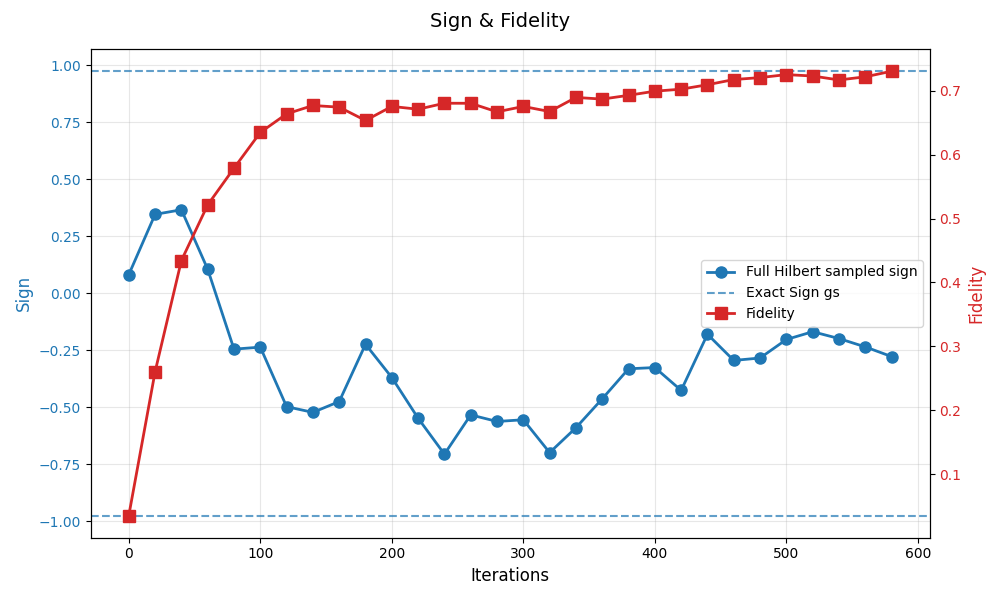 Sign & Fidelity
1.00
0.75
0.50
0.25
0.00
−0.25
−0.50
−0.75
−1.00
Sign
0.7
0.6
0.5
0.4
0.3
0.2
0.1
Fidelity
Full Hilbert sampled sign
Exact Sign gs
Fidelity
0 100 200 300 400 500 600
Iterations